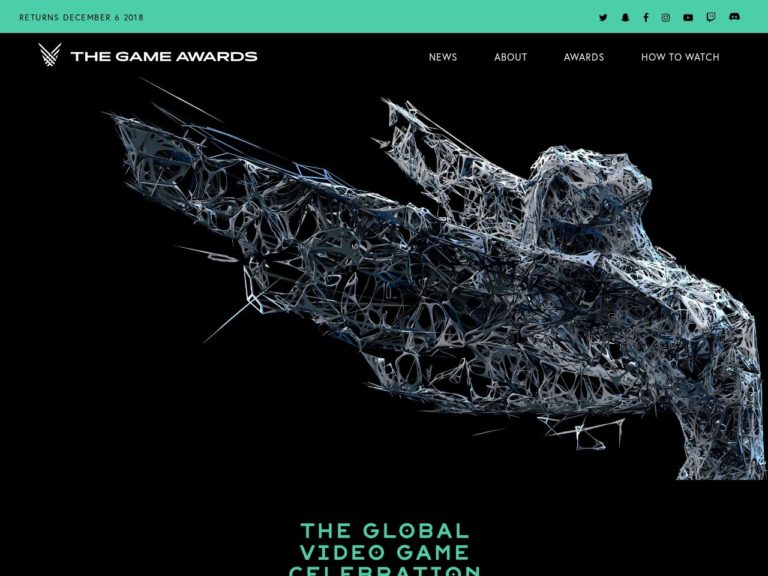 RETURNS DECEMBER 6 2018
THE GAME AWARDS
NEWS ABOUT AWARDS HOW TO WATCH
THE GLOBAL
VIDEO GAME
CELEBRATION